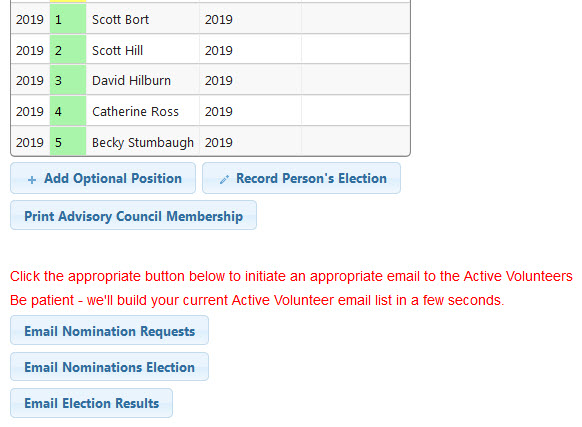 2019 1 Scott Bort 2019
2019 2 Scott Hill 2019
2019 3 David Hilburn 2019
2019 4 Catherine Ross 2019
2019 5 Becky Stumbaugh 2019
+ Add Optional Position Record Person's Election
Print Advisory Council Membership
Click the appropriate button below to initiate an appropriate email to the Active Volunteers
Be patient - we'll build your current Active Volunteer email list in a few seconds.
Email Nomination Requests
Email Nominations Election
Email Election Results